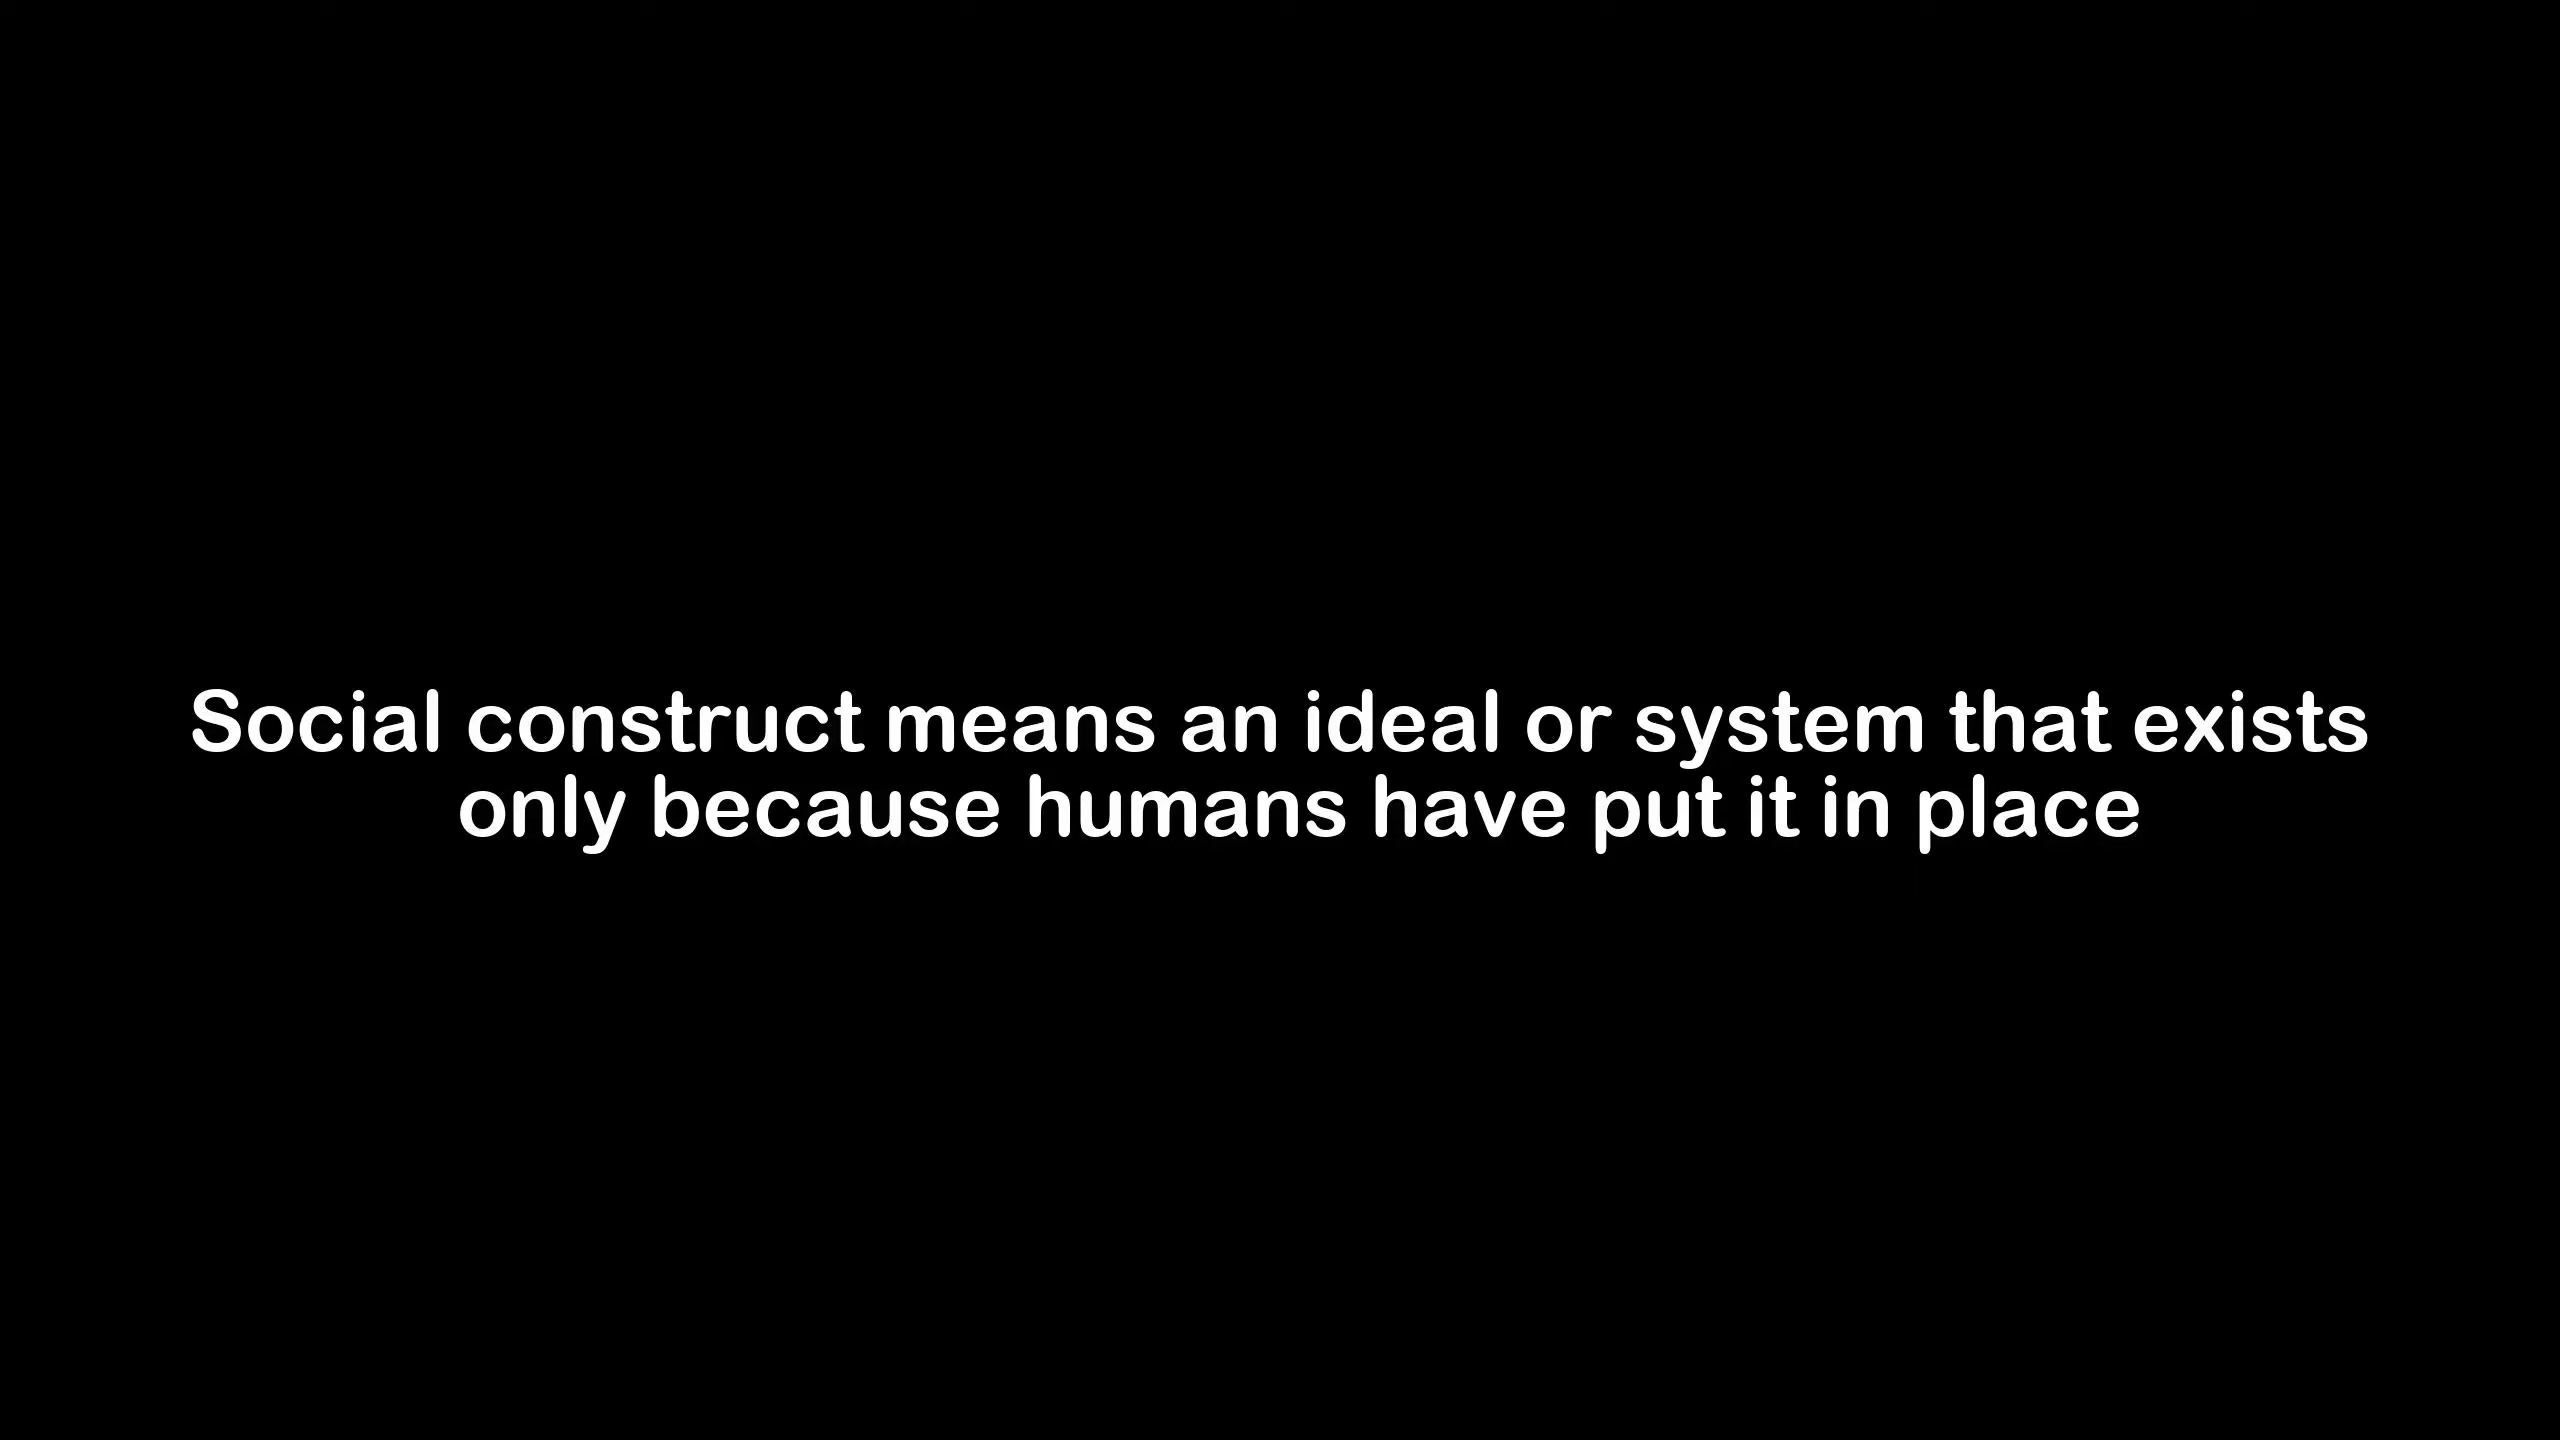 Social construct means an ideal or system that exists
only because humans have put it in place